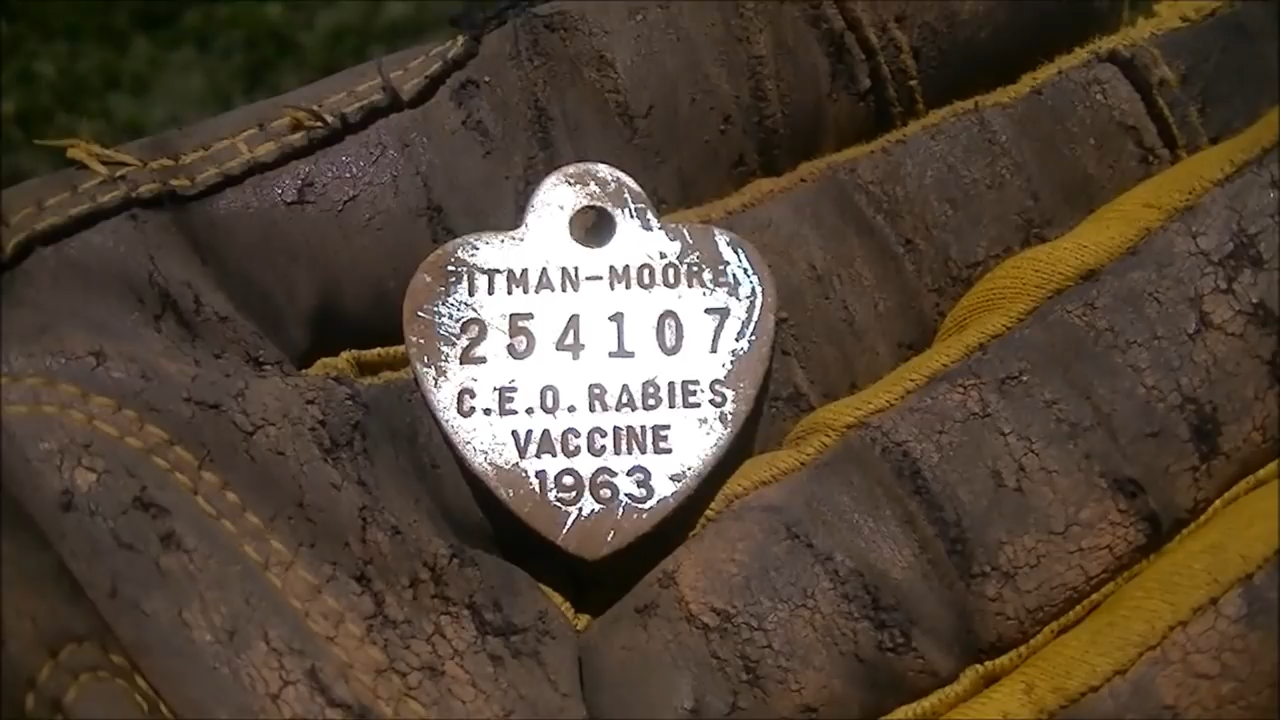 PITMAN-MOORE
254107
C.E.O. RABIES
VACCINE
1963